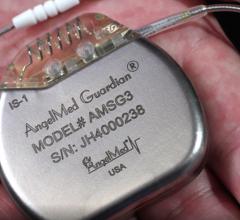 IS-1
AngelMed Guardian®
MODEL# AMSG3
S/N: JH4000238
AngelMed
USA